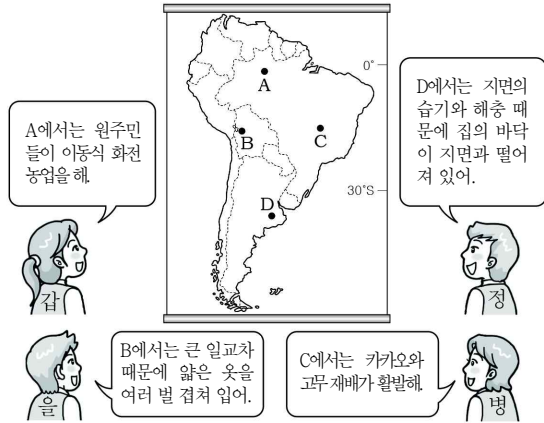 A에서는 원주민
들이 이동식 화전
농업을 해.
갑
B에서는 큰 일교차
때문에 얇은 옷을
여러 벌 겹쳐 입어.
을
A
B
C
D
0°
30°S
D에서는 지면의
습기와 해충 때
문에 집의 바닥
이 지면과 떨어
져 있어.
정
C에서는 카카오와
고무 재배가 활발해.
병